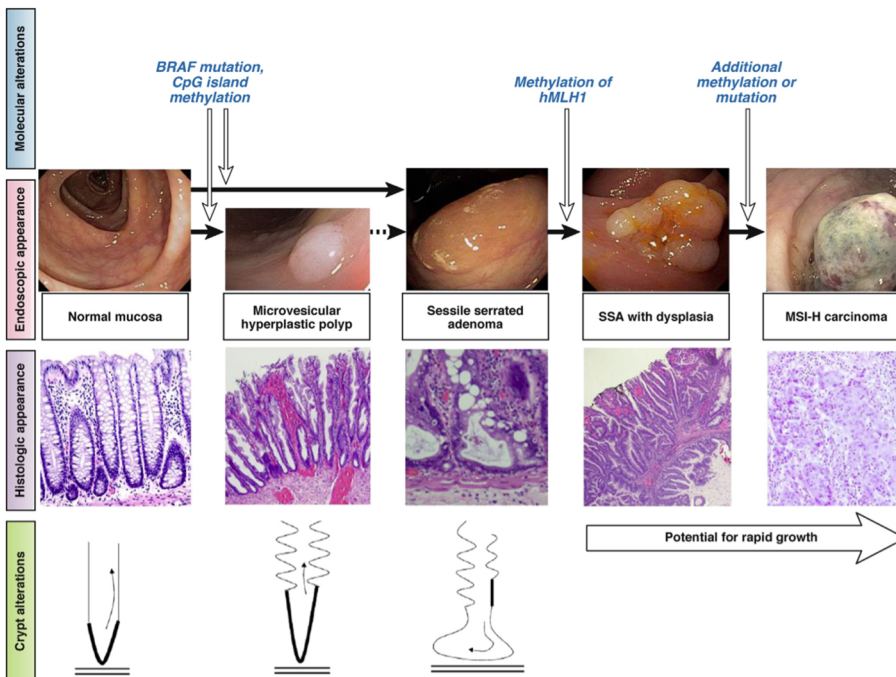 Molecular alterations
BRAF mutation,
CpG island
methylation
Methylation of
hMLH1
Additional
methylation or
mutation
Endoscopic appearance
Normal mucosa
Microvesicular
hyperplastic polyp
Sessile serrated
adenoma
SSA with dysplasia
MSI-H carcinoma
Histologic appearance
Potential for rapid growth
Crypt alterations